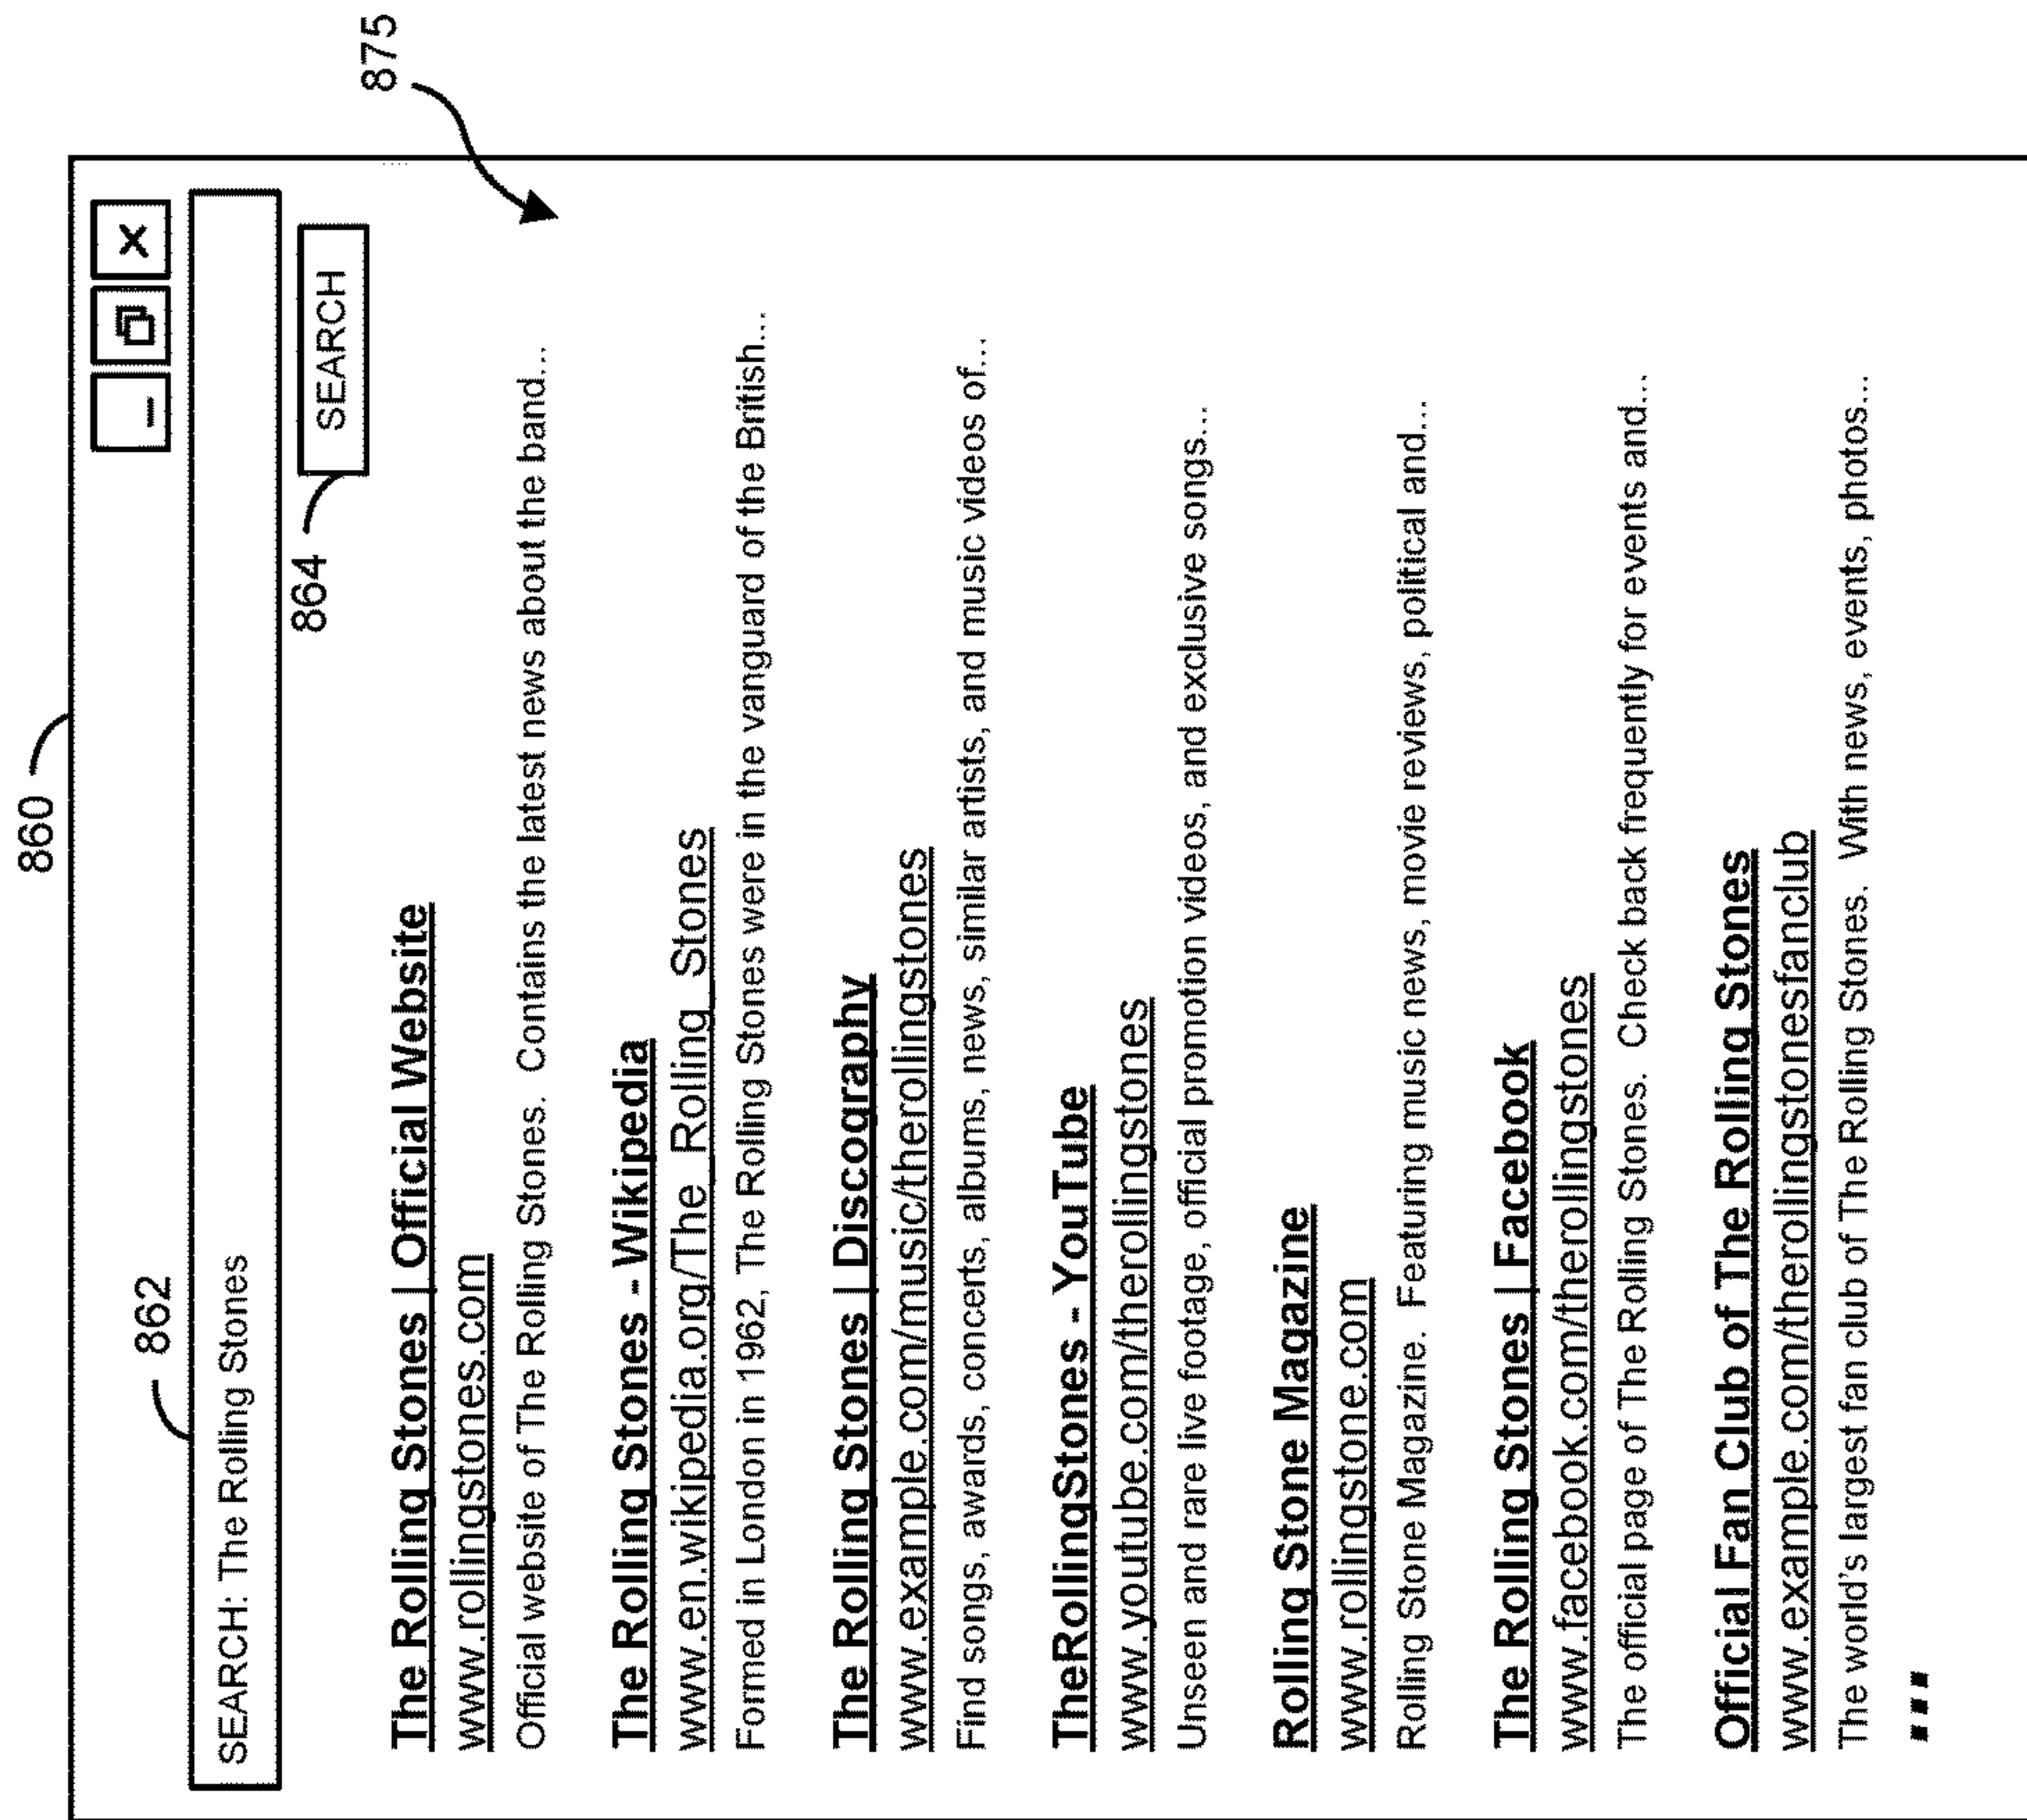 860
862
SEARCH: The Rolling Stones
864
SEARCH
875
The Rolling Stones | Official Website
www.rollingstones.com
Official website of The Rolling Stones. Contains the latest news about the band...
The Rolling Stones - Wikipedia
www.en.wikipedia.org/The_Rolling_Stones
Formed in London in 1962, The Rolling Stones were in the vanguard of the British...
The Rolling Stones | Discography
www.example.com/music/therollingstones
Find songs, awards, concerts, albums, news, similar artists, and music videos of...
TheRollingStones - YouTube
www.youtube.com/therollingstones
Unseen and rare live footage, official promotion videos, and exclusive songs...
Rolling Stone Magazine
www.rollingstone.com
Rolling Stone Magazine. Featuring music news, movie reviews, political and...
The Rolling Stones | Facebook
www.facebook.com/therollingstones
The official page of The Rolling Stones. Check back frequently for events and...
Official Fan Club of The Rolling Stones
www.example.com/therollingstonesfanclub
The world's largest fan club of The Rolling Stones. With news, events, photos...